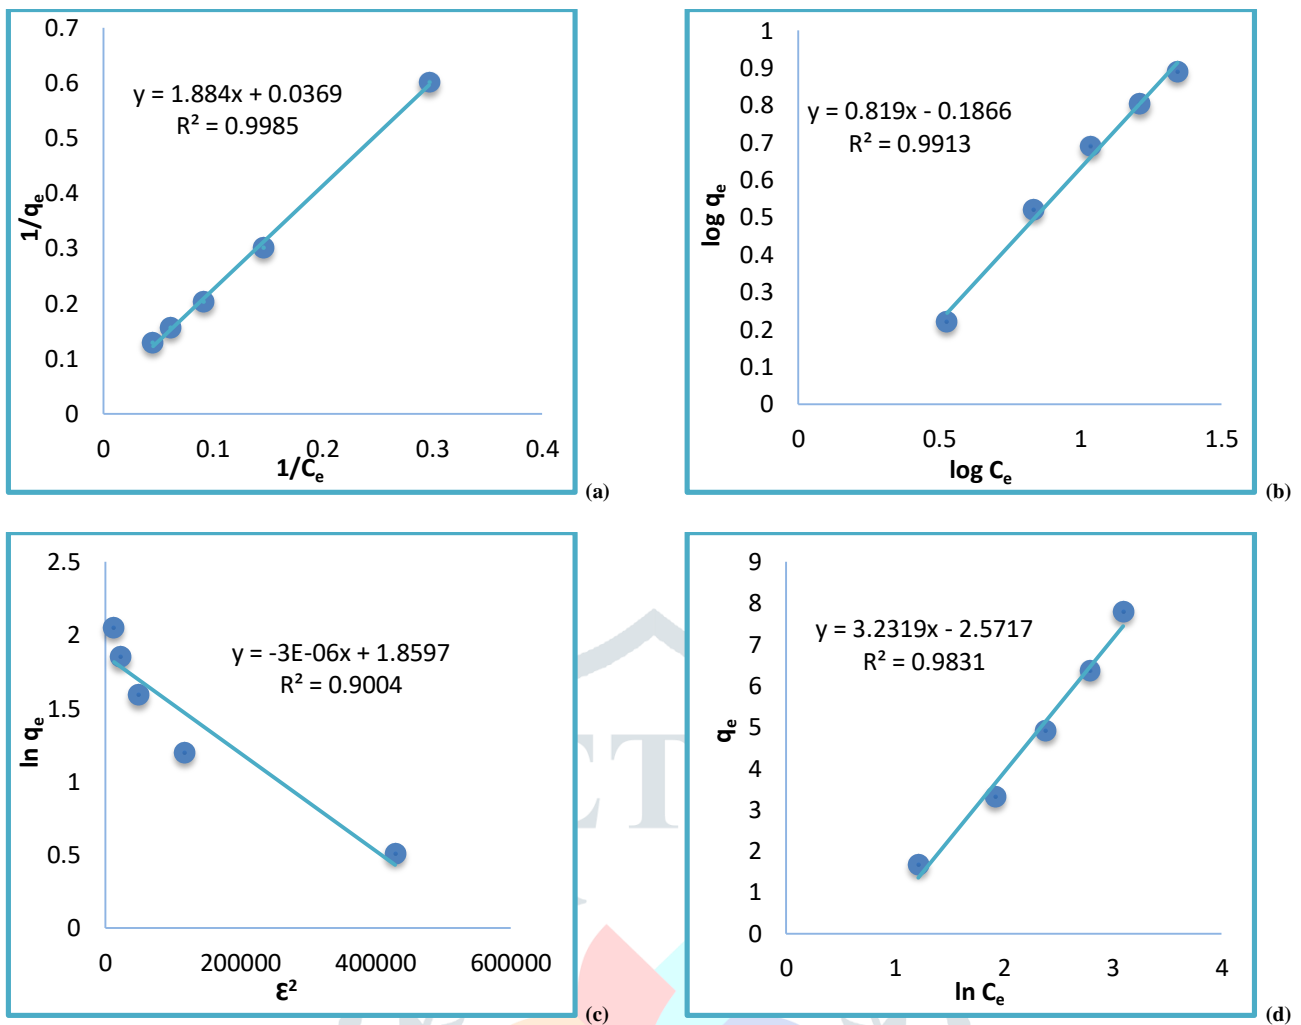 0.7
0.6
0.5
0.4
0.3
0.2
0.1
0
1/qe
y = 1.884x + 0.0369
R² = 0.9985
0 0.1 0.2 0.3 0.4
1/Ce
(a)
1
0.9
0.8
0.7
0.6
0.5
0.4
0.3
0.2
0.1
0
log qe
y = 0.819x - 0.1866
R² = 0.9913
0 0.5 1 1.5
log Ce
(b)
2.5
2
1.5
1
0.5
0
ln qe
y = -3E-06x + 1.8597
R² = 0.9004
0 200000 400000 600000
Ɛ²
(c)
9
8
7
6
5
4
3
2
1
0
qe
y = 3.2319x - 2.5717
R² = 0.9831
0 1 2 3 4
ln Ce
(d)